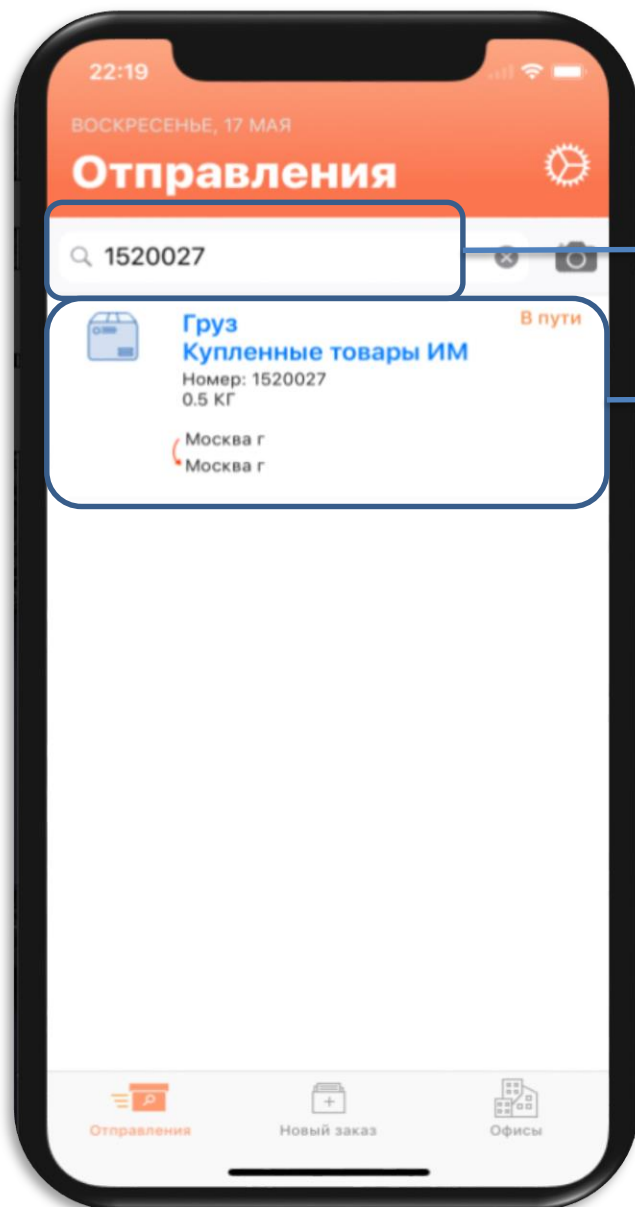 22:19
ВОСКРЕСЕНЬЕ, 17 МАЯ
Отправления
1520027
Груз
В пути
Купленные товары ИМ
Номер: 1520027
0.5 КГ
Москва г
Москва г
Отправления
Новый заказ
Офисы